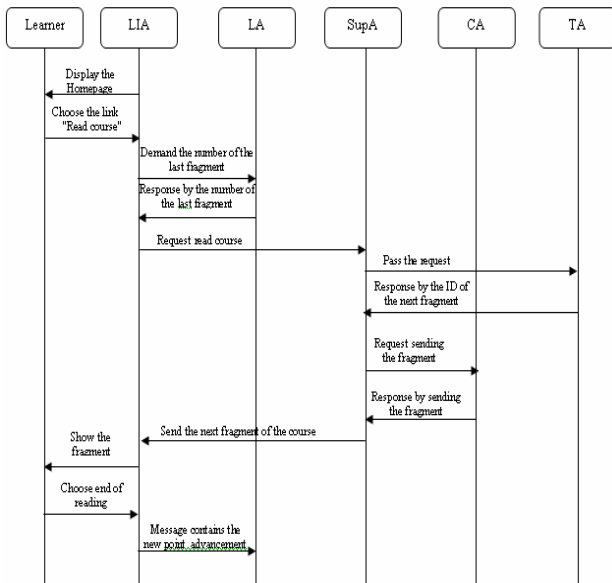 Learner
LIA
LA
SupA
CA
TA
Display the
Homepage
Choose the link
"Read course"
Demand the number of the
last fragment
Response by the number of
the last fragment
Request read course
Pass the request
Response by the ID of
the next fragment
Request sending
the fragment
Response by sending
the fragment
Send the next fragment of the course
Show the
fragment
Choose end of
reading
Message contains the
new point advancement